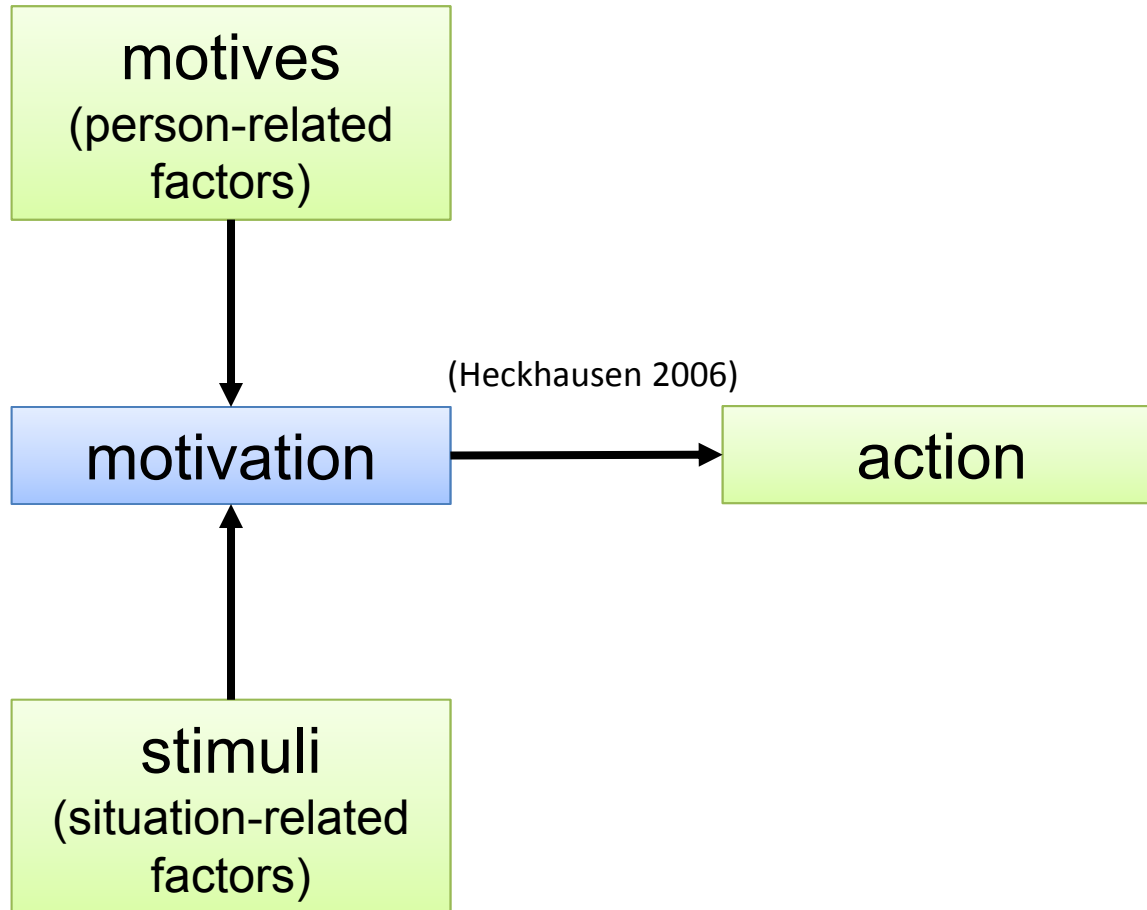 motives
(person-related
factors)
(Heckhausen 2006)
motivation
action
stimuli
(situation-related
factors)